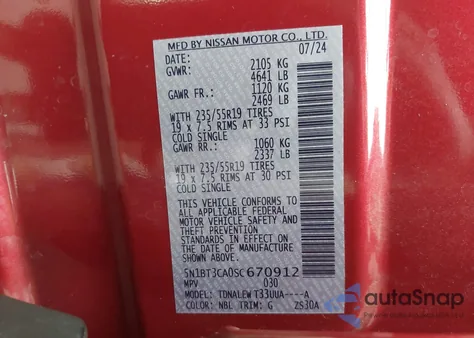 MFD BY NISSAN MOTOR CO., LTD.
DATE: 07/24
GVWR: 2105 KG
4641 LB
GAWR FR.: 1120 KG
2469 LB
WITH 235/55R19 TIRES
19 x 7.5 RIMS AT 33 PSI
COLD SINGLE
GAWR RR.: 1060 KG
2337 LB
WITH 235/55R19 TIRES
19 x 7.5 RIMS AT 30 PSI
COLD SINGLE
THIS VEHICLE CONFORMS TO
ALL APPLICABLE FEDERAL
MOTOR VEHICLE SAFETY AND
THEFT PREVENTION
STANDARDS IN EFFECT ON
THE DATE OF MANUFACTURE
SHOWN ABOVE.
5N1BT3CA0SC670912
MPV 030
MODEL: TDNALEW T33UUA----A
COLOR: NBL TRIM: G ZS30A
autoSnap